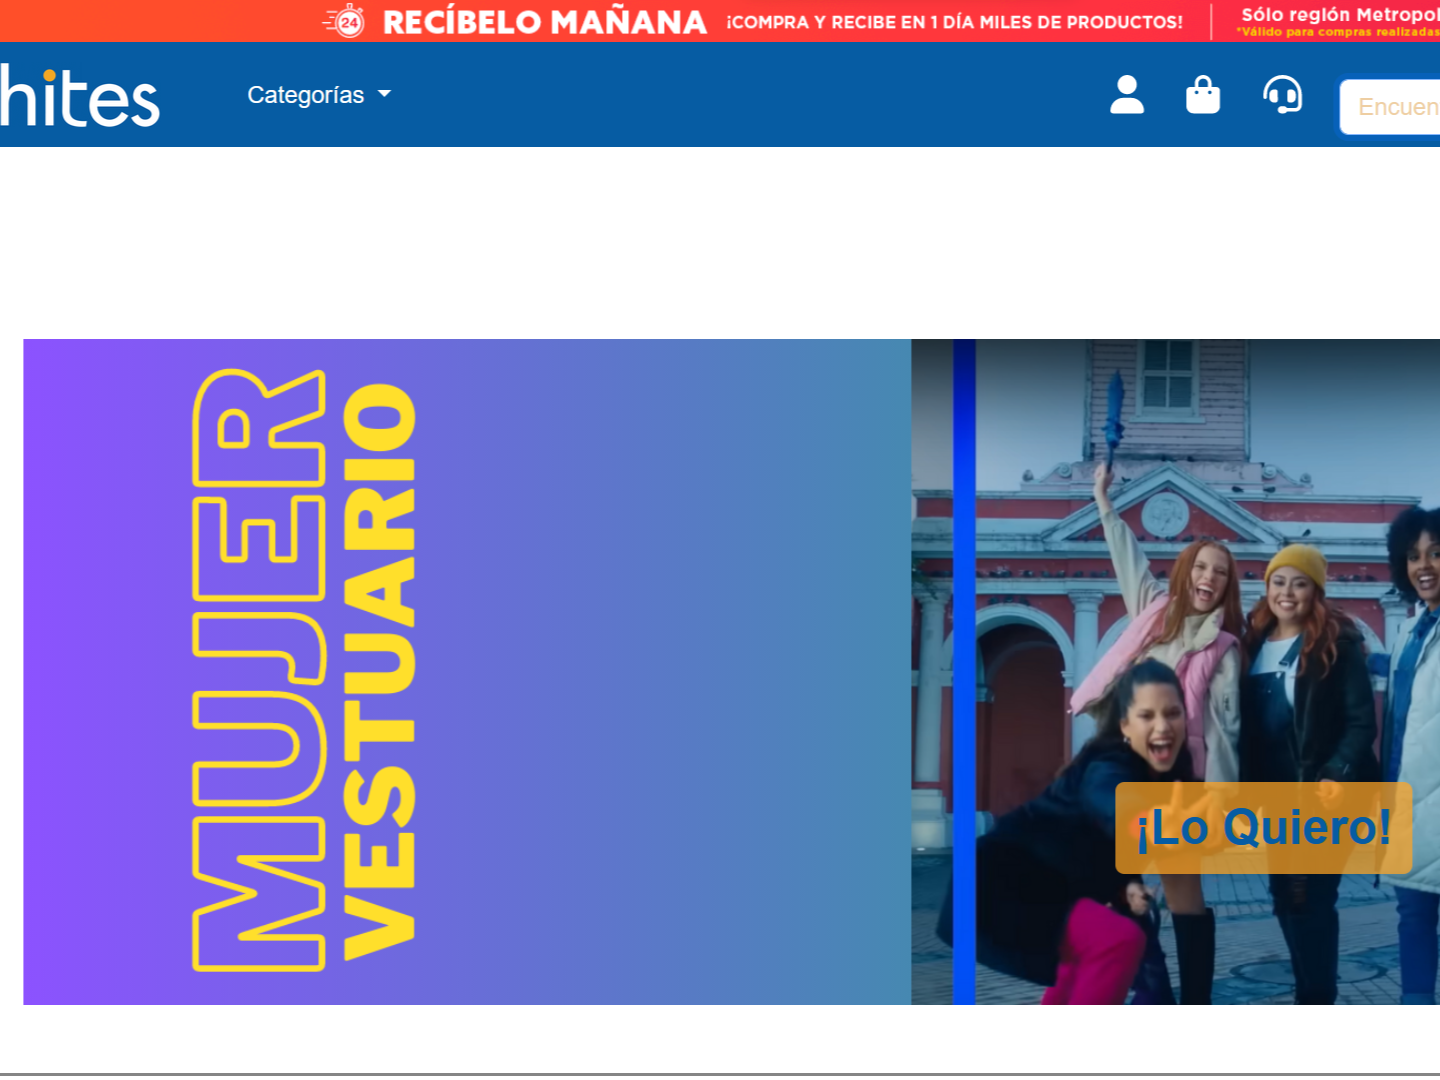 24
RECÍBELO MAÑANA
¡COMPRA Y RECIBE EN 1 DÍA MILES DE PRODUCTOS!
Sólo región Metropol
*Válido para compras realizadas
hites
Categorías
Encuen
MUJER
VESTUARIO
¡Lo Quiero!